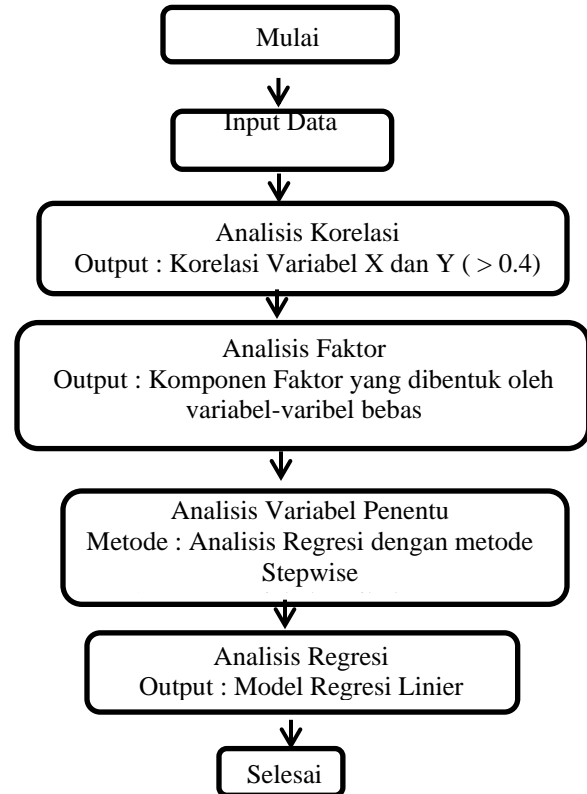 Mulai
Input Data
Analisis Korelasi
Output : Korelasi Variabel X dan Y ( > 0.4)
Analisis Faktor
Output : Komponen Faktor yang dibentuk oleh
variabel-varibel bebas
Analisis Variabel Penentu
Metode : Analisis Regresi dengan metode
Stepwise
Analisis Regresi
Output : Model Regresi Linier
Selesai